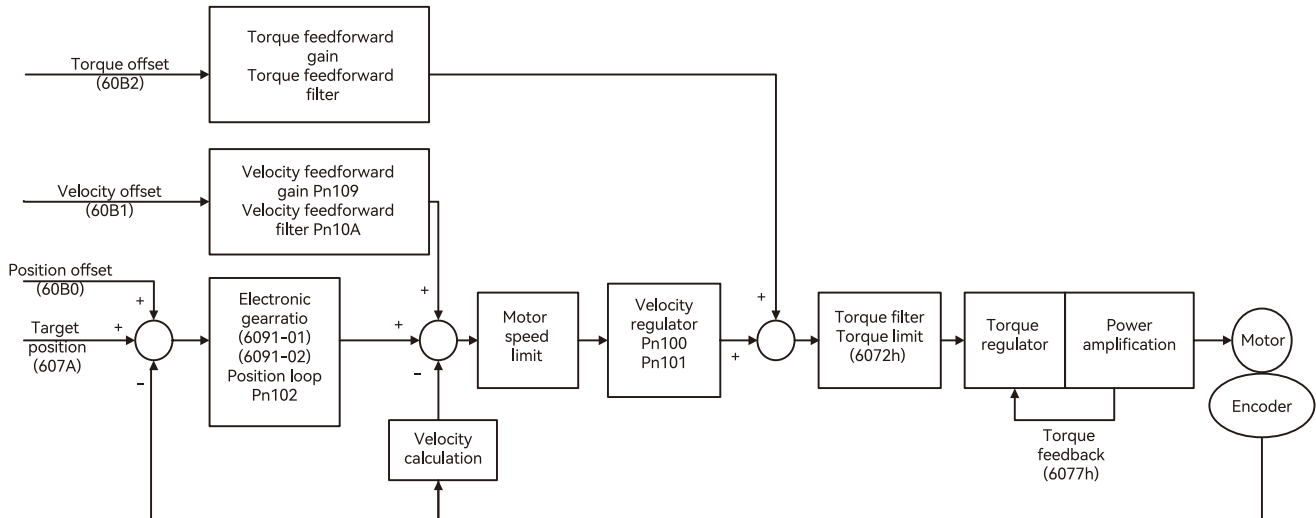 Torque offset
(60B2)
Torque feedforward
gain
Torque feedforward
filter
Velocity offset
(60B1)
Velocity feedforward
gain Pn109
Velocity feedforward
filter Pn10A
Position offset
(60B0)
+
Target
position
(607A)
+
-
Electronic
gearratio
(6091-01)
(6091-02)
Position loop
Pn102
+
+
-
Velocity
calculation
Motor
speed
limit
Velocity
regulator
Pn100
Pn101
+
+
Torque filter
Torque limit
(6072h)
Torque
regulator
Power
amplification
Torque
feedback
(6077h)
Motor
Encoder